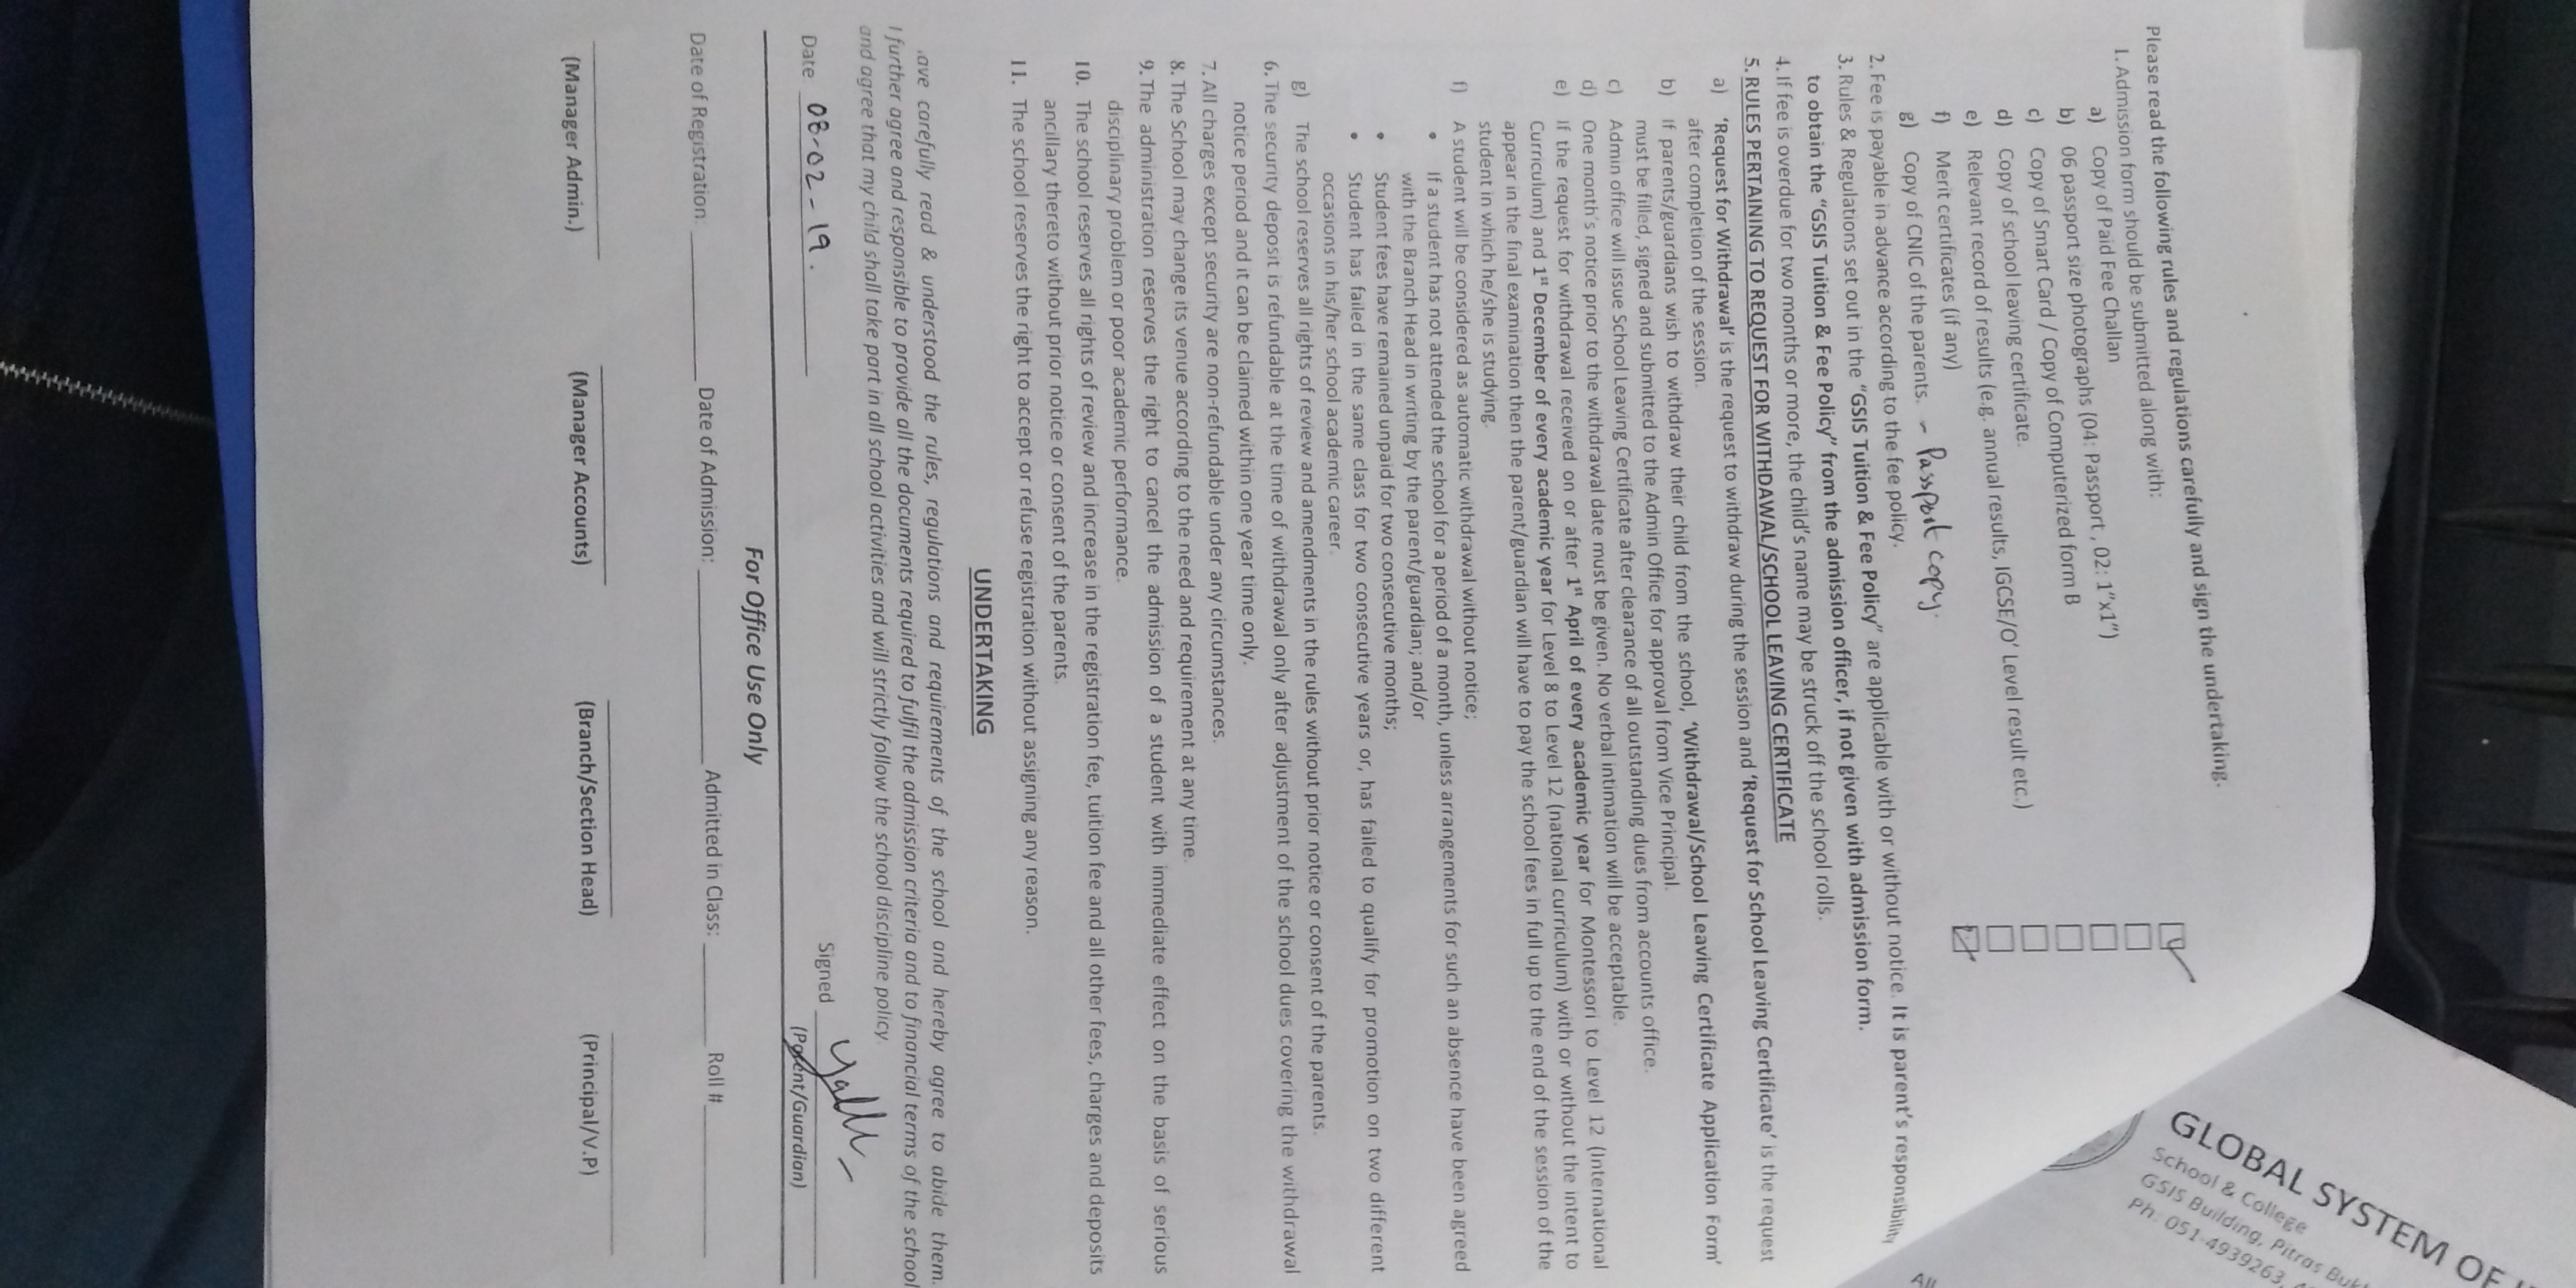 Please read the following rules and regulations carefully and sign the undertaking.
1. Admission form should be submitted along with:
a) Copy of Paid Fee Challan
b) 06 passport size photographs (04: Passport , 02: 1"x1")
c) Copy of Smart Card / Copy of Computerized form B
d) Copy of school leaving certificate.
e) Relevant record of results (e.g. annual results, IGCSE/O' Level result etc.)
f) Merit certificates (if any)
g) Copy of CNIC of the parents. - Passport copy.
2. Fee is payable in advance according to the fee policy.
3. Rules & Regulations set out in the "GSIS Tuition & Fee Policy" are applicable with or without notice. It is parent's responsibility
to obtain the "GSIS Tuition & Fee Policy" from the admission officer, if not given with admission form.
4. If fee is overdue for two months or more, the child's name may be struck off the school rolls.
5. RULES PERTAINING TO REQUEST FOR WITHDAWAL/SCHOOL LEAVING CERTIFICATE
a) 'Request for Withdrawal' is the request to withdraw during the session and 'Request for School Leaving Certificate' is the request
after completion of the session.
b) If parents/guardians wish to withdraw their child from the school, 'Withdrawal/School Leaving Certificate Application Form'
must be filled, signed and submitted to the Admin Office for approval from Vice Principal.
c) Admin office will issue School Leaving Certificate after clearance of all outstanding dues from accounts office.
d) One month's notice prior to the withdrawal date must be given. No verbal intimation will be acceptable.
e) If the request for withdrawal received on or after 1st April of every academic year for Montessori to Level 12 (International
Curriculum) and 1st December of every academic year for Level 8 to Level 12 (national curriculum) with or without the intent to
appear in the final examination then the parent/guardian will have to pay the school fees in full up to the end of the session of the
student in which he/she is studying.
f) A student will be considered as automatic withdrawal without notice;
• If a student has not attended the school for a period of a month, unless arrangements for such an absence have been agreed
with the Branch Head in writing by the parent/guardian; and/or
• Student fees have remained unpaid for two consecutive months;
• Student has failed in the same class for two consecutive years or, has failed to qualify for promotion on two different
occasions in his/her school academic career.
g) The school reserves all rights of review and amendments in the rules without prior notice or consent of the parents.
6. The security deposit is refundable at the time of withdrawal only after adjustment of the school dues covering the withdrawal
notice period and it can be claimed within one year time only.
7. All charges except security are non-refundable under any circumstances.
8. The School may change its venue according to the need and requirement at any time.
9. The administration reserves the right to cancel the admission of a student with immediate effect on the basis of serious
disciplinary problem or poor academic performance.
10. The school reserves all rights of review and increase in the registration fee, tuition fee and all other fees, charges and deposits
ancillary thereto without prior notice or consent of the parents.
11. The school reserves the right to accept or refuse registration without assigning any reason.
UNDERTAKING
ave carefully read & understood the rules, regulations and requirements of the school and hereby agree to abide them.
I further agree and responsible to provide all the documents required to fulfil the admission criteria and to financial terms of the school
and agree that my child shall take part in all school activities and will strictly follow the school discipline policy.
Date 08-02-19. Signed
(Parent/Guardian)
For Office Use Only
Date of Registration: Date of Admission: Admitted in Class: Roll #
(Manager Admin.) (Manager Accounts) (Branch/Section Head) (Principal/V.P)
GLOBAL SYSTEM OF
School & College
GSIS Building, Pitras
Ph: 051-4939263,
All